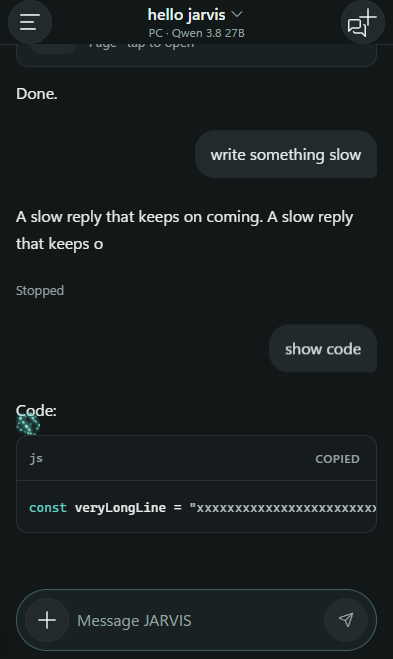 hello jarvis
PC · Qwen 3.8 27B
Page · tap to open
Done.
write something slow
A slow reply that keeps on coming. A slow reply
that keeps o
Stopped
show code
Code:
js
COPIED
const veryLongLine = "xxxxxxxxxxxxxxxxxxxxxxxxx
Message JARVIS